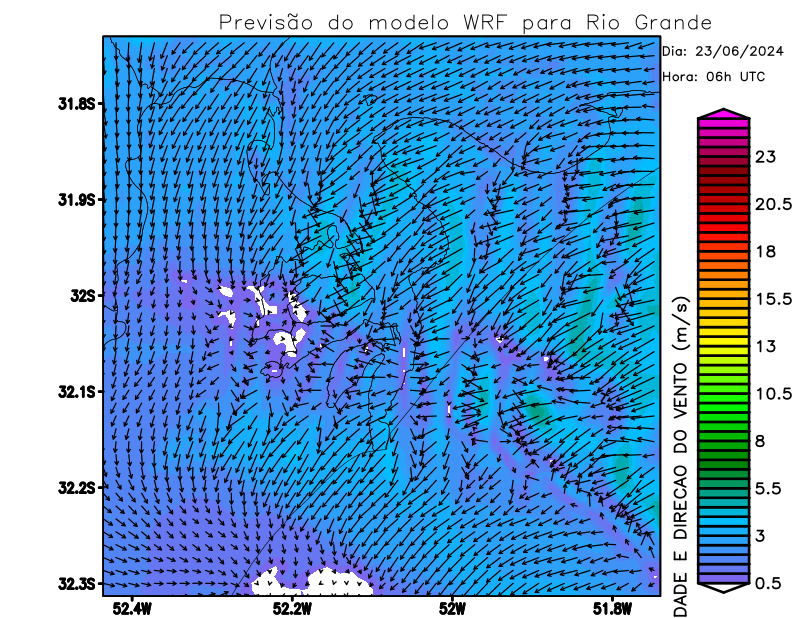 Previsão do modelo WRF para Rio Grande
Dia: 23/06/2024
Hora: 06h UTC
31.8S
31.9S
32S
32.1S
32.2S
32.3S
52.4W
52.2W
52W
51.8W
23
20.5
18
15.5
13
10.5
8
5.5
3
0.5
DADE E DIRECAO DO VENTO (m/s)